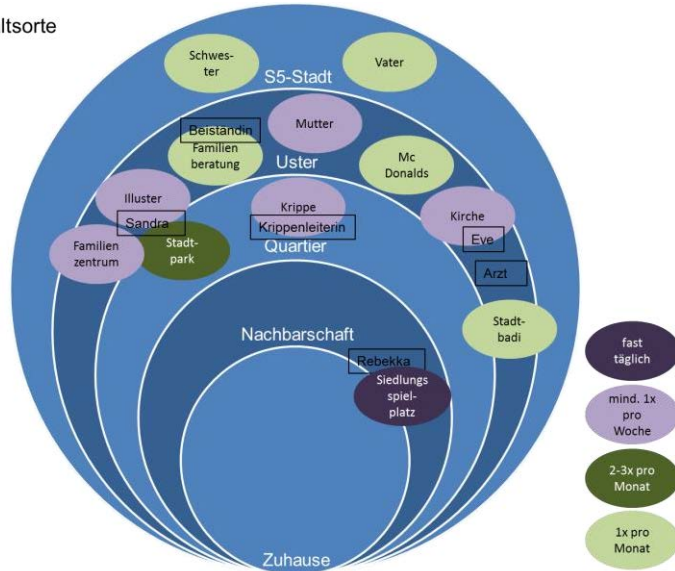 ltsorte
Schwes-
ter
Vater
S5-Stadt
Mutter
Beiständin
Familien
beratung
Mc
Donalds
Uster
Illuster
Krippe
Kirche
Sandra
Krippenleiterin
Familien
zentrum
Stadt-
park
Quartier
Eve
Arzt
Stadt-
badi
Nachbarschaft
Rebekka
Siedlungs
spiel-
platz
Zuhause
fast
täglich
mind. 1x
pro
Woche
2-3x pro
Monat
1x pro
Monat